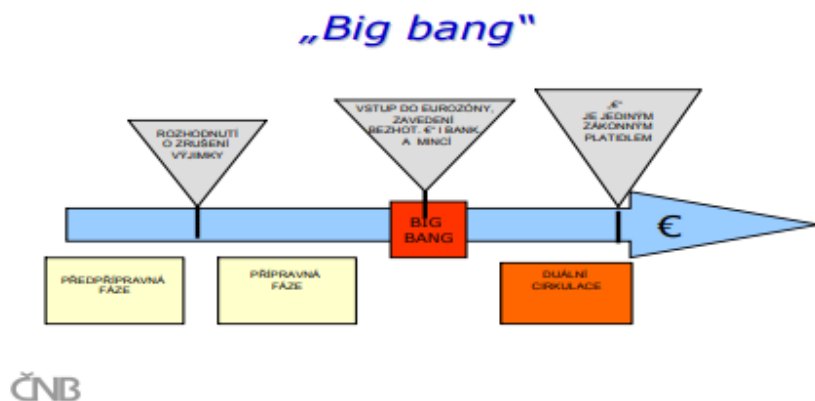 „Big bang“
ROZHODNUTÍ
O ZRUŠENÍ
VÝJIMKY
VSTUP DO EUROZÓNY,
ZAVEDENÍ
BEZHOT. €“ I BANK.
A MINCÍ
„€“
JE JEDINÝM
ZÁKONNÝM
PLATIDLEM
BIG
BANG
€
PŘEDPŘÍPRAVNÁ
FÁZE
PŘÍPRAVNÁ
FÁZE
DUÁLNÍ
CIRKULACE
ČNB